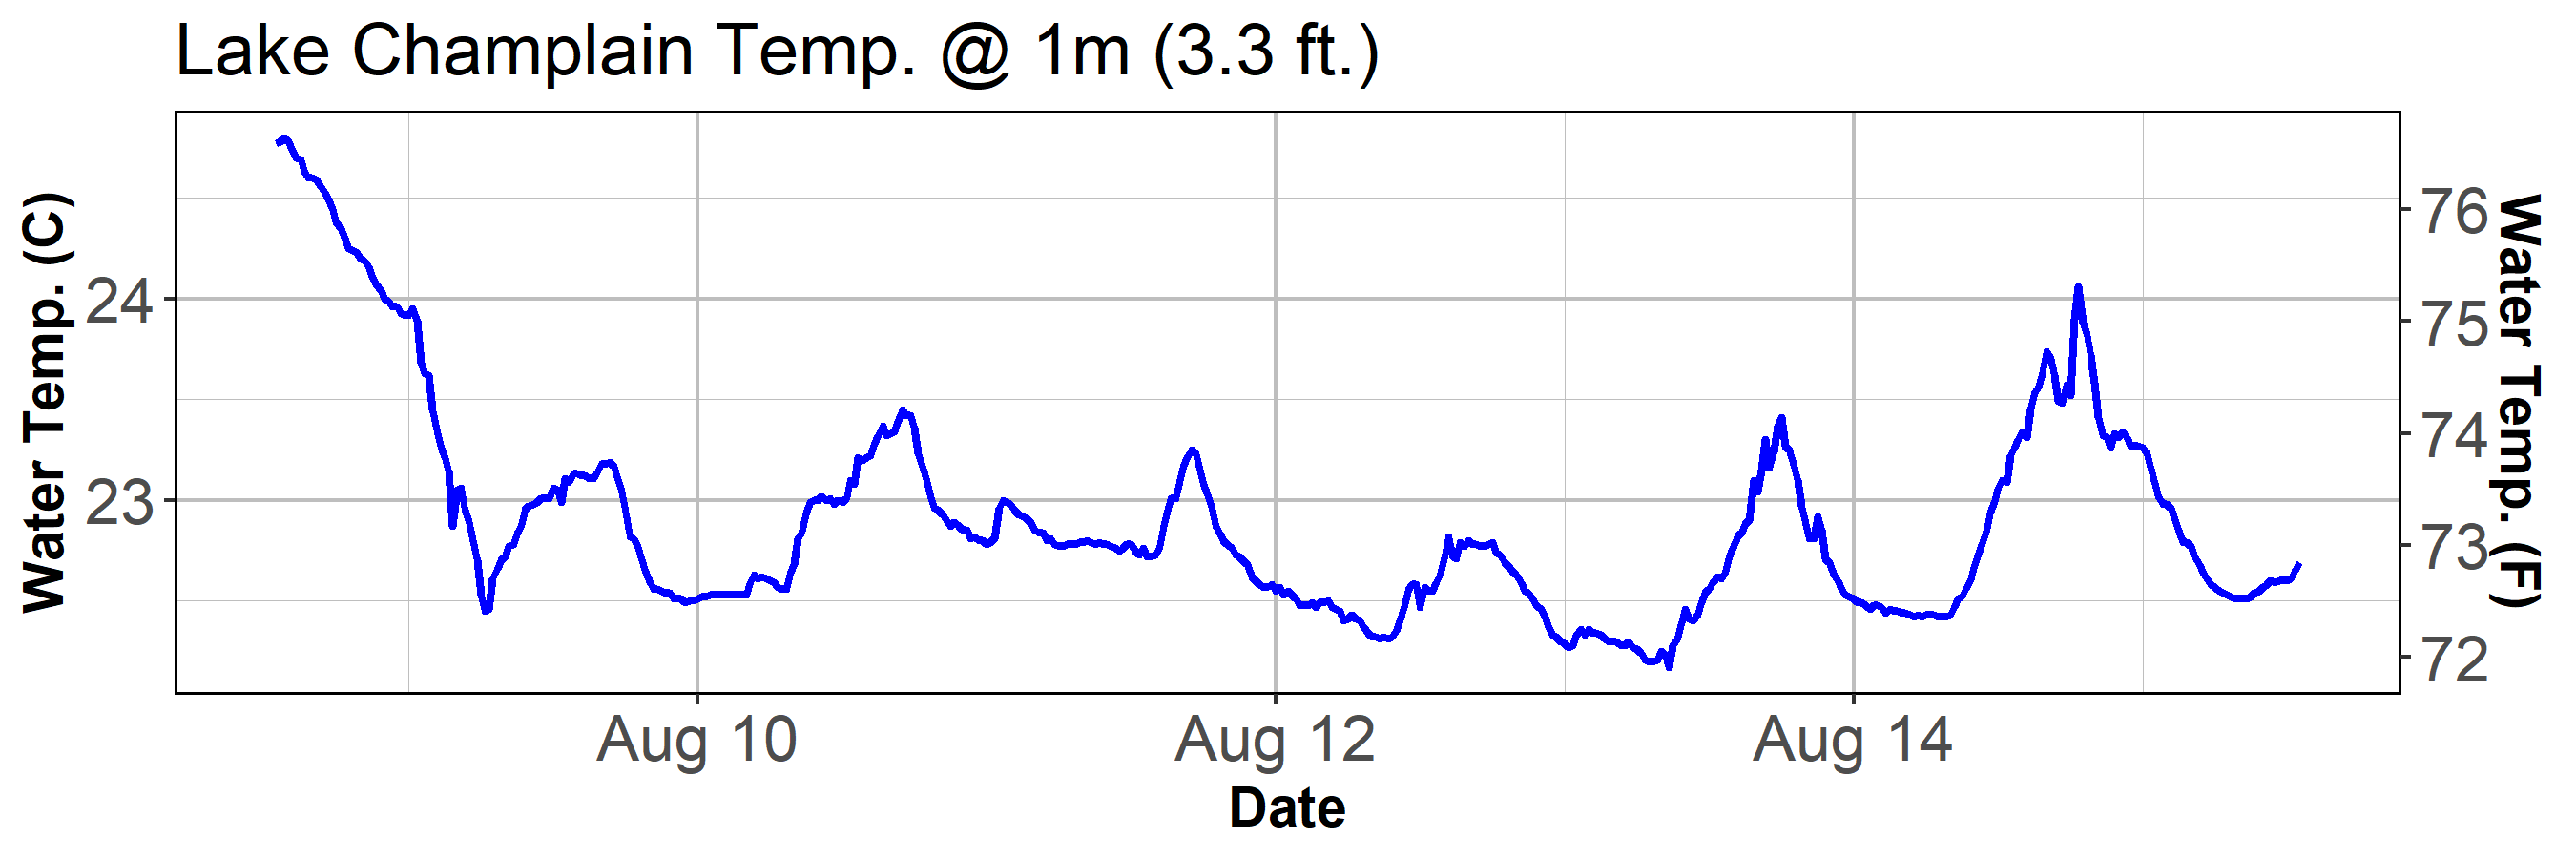 Lake Champlain Temp. @ 1m (3.3 ft.)
Water Temp. (C)
24
23
76
75
74
73
72
Water Temp. (F)
Aug 10
Aug 12
Aug 14
Date